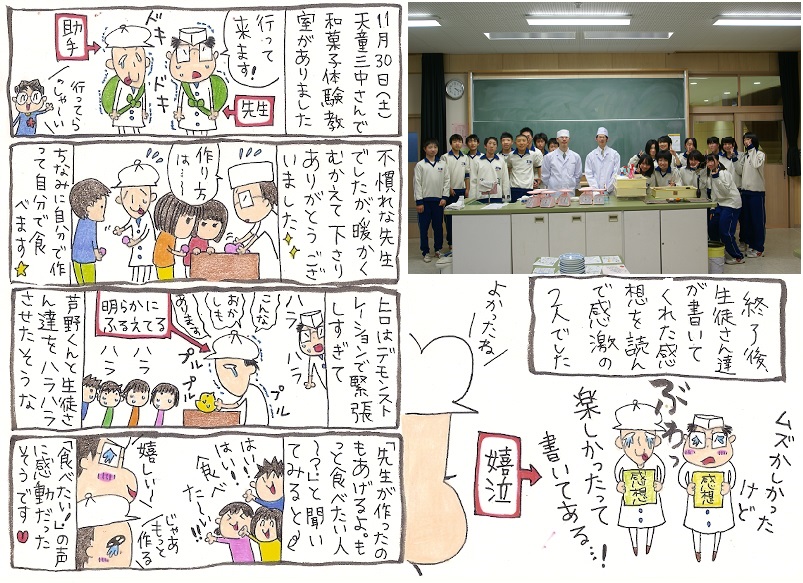 11月30日(土)
天童三中さんで
和菓子体験教
室がありました
行って
来ます!
先生
ドキ
ドキ
助手
行ってら
っしゃーい
不慣れな先生
でしたが、暖かく
むかえて下さり
ありがとうござ
いました
作り方
は…
ちなみに自分で作
って自分で食
べます
ヒロはデモンスト
レーションで緊張
しすぎて
ハラ
ハラ
こんな
おか
しも
あります
明らかに
ふるえてる
プル
プル
プル
ハラ
ハラ
芦野くんと生徒さ
ん達をハラハラ
させたそうな
「先生が作ったの
もあげるよ。も
っと食べたい人
〜?」と聞い
てみると
はい!
はい!
食べ
た〜い
!!
じゃあ
もっと
作る
嬉しい〜
「食べたい!」の声
に感動だった
そうです
終了後、
生徒さん達
が書いて
くれた感
想を読ん
で感激の
2人でした
よかったね
ムズかしかった
けど
ぶわっ
楽しかったって
書いてある…!
嬉泣
感想
感想